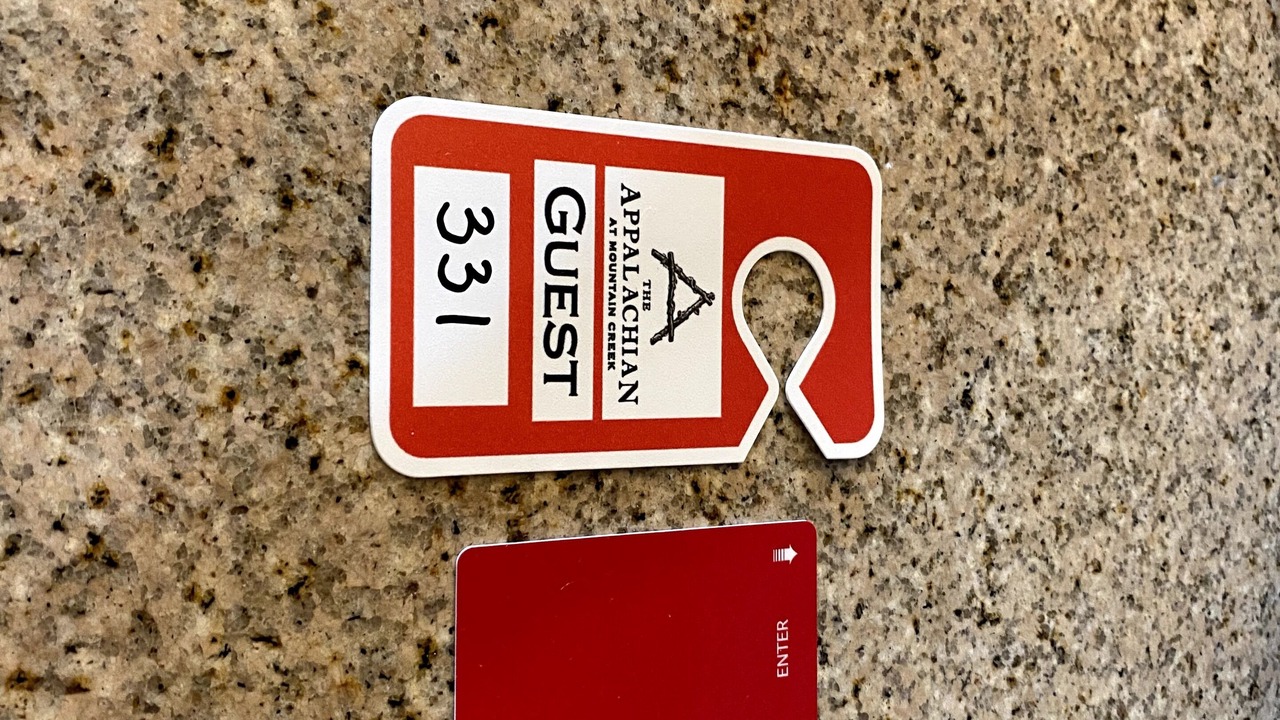 THE
APPALACHIAN
AT MOUNTAIN CREEK
GUEST
331
ENTER